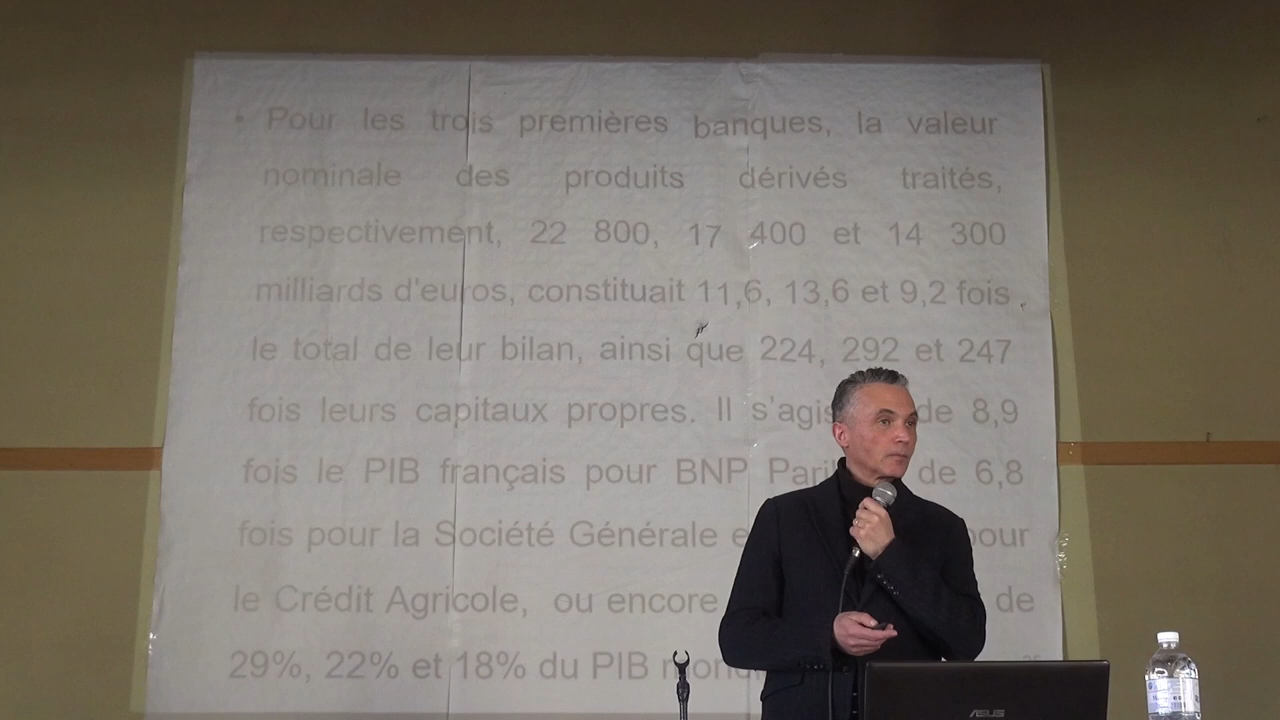 • Pour les trois premières banques, la valeur
nominale des produits dérivés traités,
respectivement, 22 800, 17 400 et 14 300
milliards d'euros, constituait 11,6, 13,6 et 9,2 fois
le total de leur bilan, ainsi que 224, 292 et 247
fois leurs capitaux propres. Il s'agis de 8,9
fois le PIB français pour BNP Pari de 6,8
fois pour la Société Générale e pour
le Crédit Agricole, ou encore de
29%, 22% et 18% du PIB mondi
ASUS